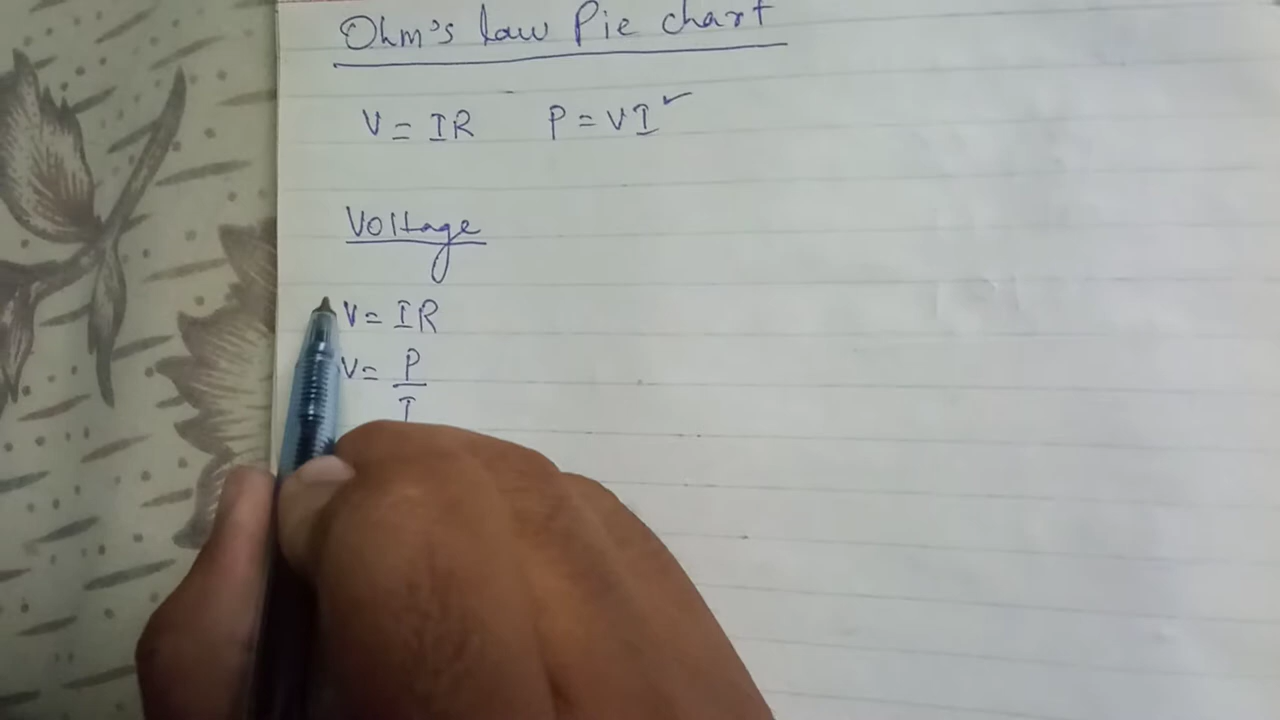 Ohm's law Pie chart
V = IR P = VI ✓
Voltage
V = IR
V = P/I